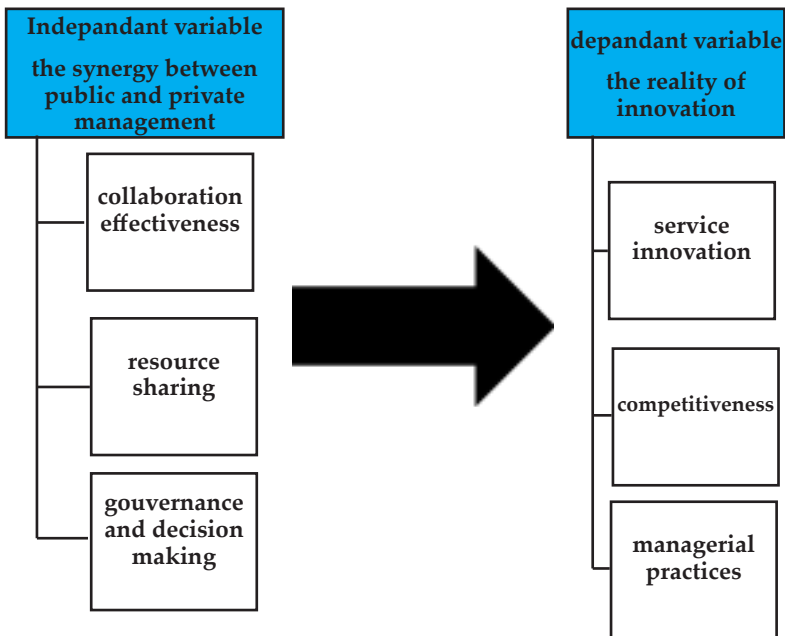 Indepandant variable
the synergy between
public and private
management
collaboration
effectiveness
resource
sharing
gouvernance
and decision
making
depandant variable
the reality of
innovation
service
innovation
competitiveness
managerial
practices